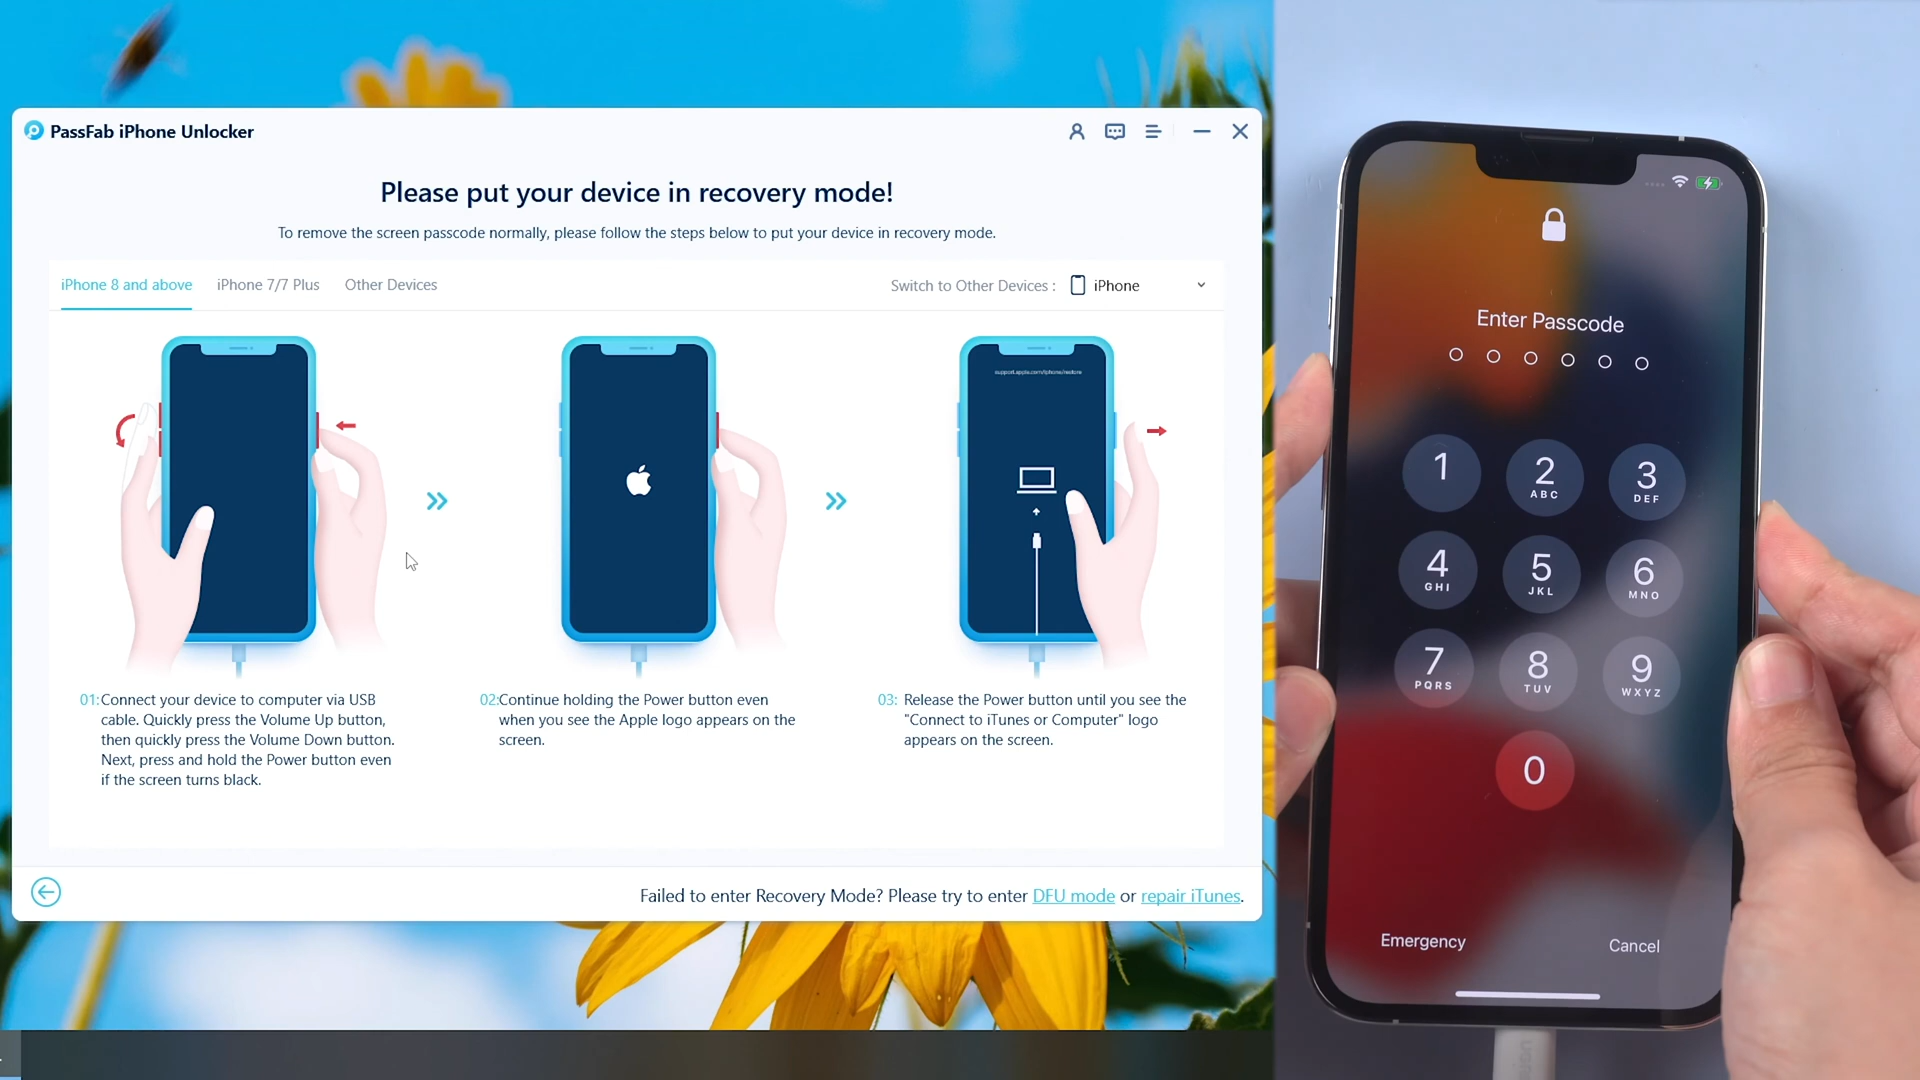 PassFab iPhone Unlocker
Please put your device in recovery mode!
To remove the screen passcode normally, please follow the steps below to put your device in recovery mode.
iPhone 8 and above
iPhone 7/7 Plus
Other Devices
Switch to Other Devices :
iPhone
support.apple.com/iphone/restore
01:Connect your device to computer via USB
cable. Quickly press the Volume Up button,
then quickly press the Volume Down button.
Next, press and hold the Power button even
if the screen turns black.
02:Continue holding the Power button even
when you see the Apple logo appears on the
screen.
03: Release the Power button until you see the
"Connect to iTunes or Computer" logo
appears on the screen.
Failed to enter Recovery Mode? Please try to enter DFU mode or repair iTunes.
Enter Passcode
1
2
ABC
3
DEF
4
GHI
5
JKL
6
MNO
7
PQRS
8
TUV
9
WXYZ
0
Emergency
Cancel